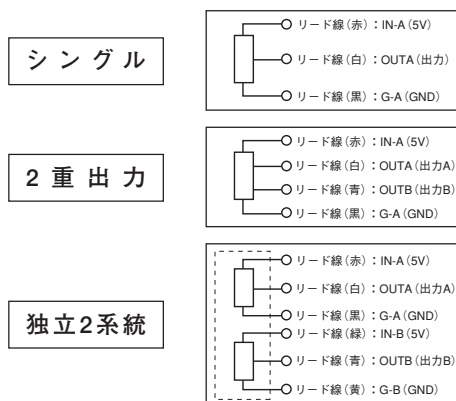 シングル
リード線(赤):IN-A(5V)
リード線(白):OUTA(出力)
リード線(黒):G-A(GND)
2重出力
リード線(赤):IN-A(5V)
リード線(白):OUTA(出力A)
リード線(青):OUTB(出力B)
リード線(黒):G-A(GND)
独立2系統
リード線(赤):IN-A(5V)
リード線(白):OUTA(出力A)
リード線(黒):G-A(GND)
リード線(緑):IN-B(5V)
リード線(青):OUTB(出力B)
リード線(黄):G-B(GND)